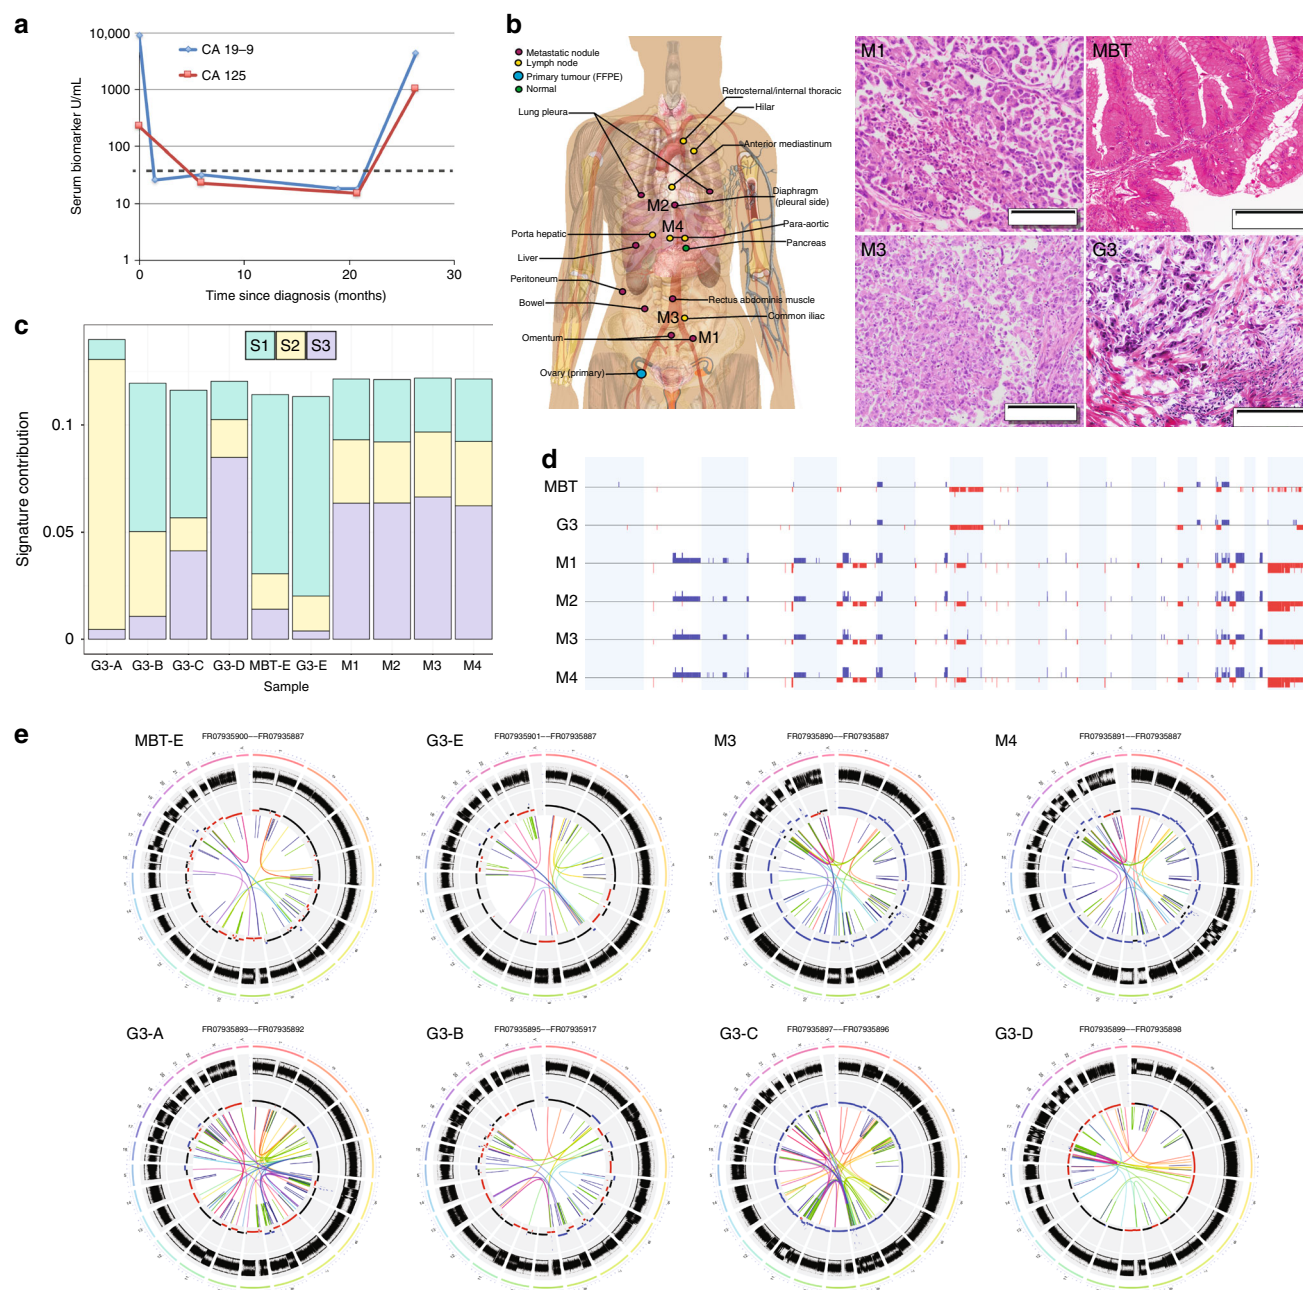 a
10,000
1000
100
10
1
0
10
20
30
CA 19–9
CA 125
Serum biomarker U/mL
Time since diagnosis (months)
b
Metastatic nodule
Lymph node
Primary tumour (FFPE)
Normal
Retrosternal/internal thoracic
Hilar
Lung pleura
Anterior mediastinum
Diaphragm
(pleural side)
M2
M4
Para-aortic
Porta hepatic
Pancreas
Liver
Peritoneum
Bowel
Rectus abdominis muscle
M3
Common iliac
Omentum
M1
Ovary (primary)
M1
MBT
M3
G3
c
S1
S2
S3
0.1
0.05
0
Signature contribution
G3-A
G3-B
G3-C
G3-D
MBT-E
G3-E
M1
M2
M3
M4
Sample
d
MBT
G3
M1
M2
M3
M4
e
MBT-E
FR07935900––FR07935887
G3-E
FR07935901––FR07935887
M3
FR07935890––FR07935887
M4
FR07935891––FR07935887
G3-A
FR07935893––FR07935892
G3-B
FR07935895––FR07935917
G3-C
FR07935897––FR07935896
G3-D
FR07935899––FR07935898